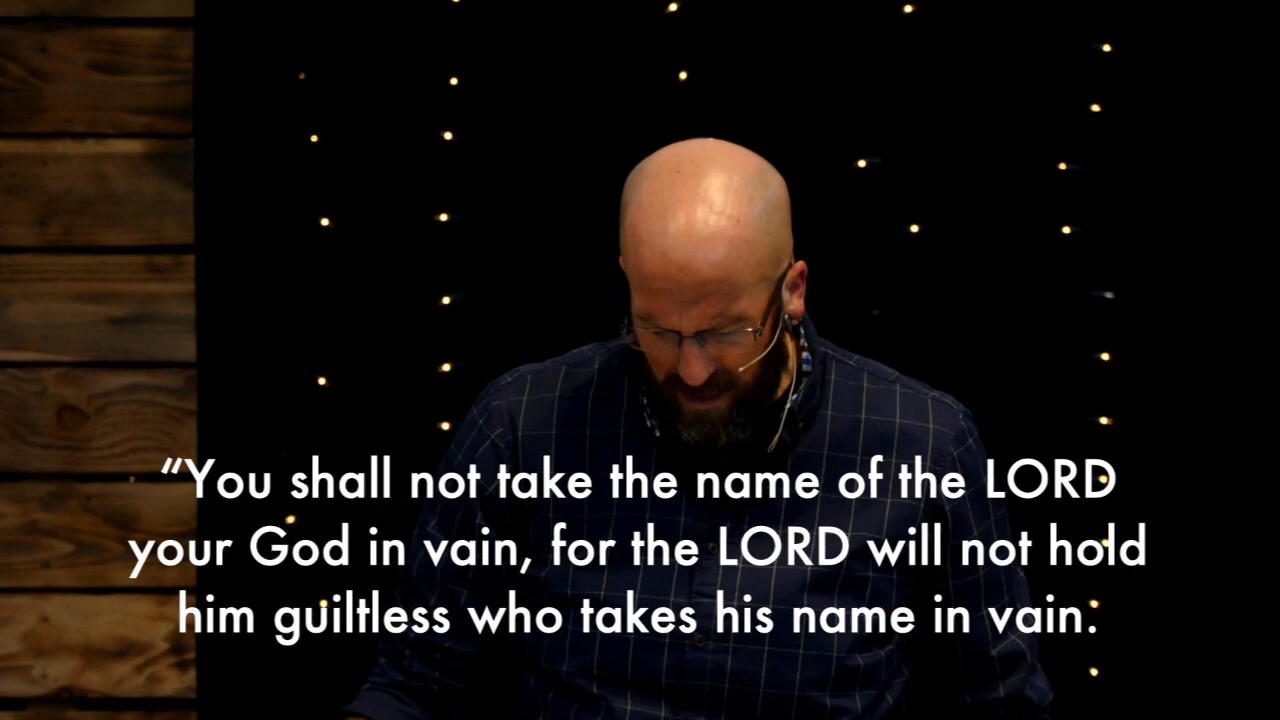 “You shall not take the name of the LORD
your God in vain, for the LORD will not hold
him guiltless who takes his name in vain.